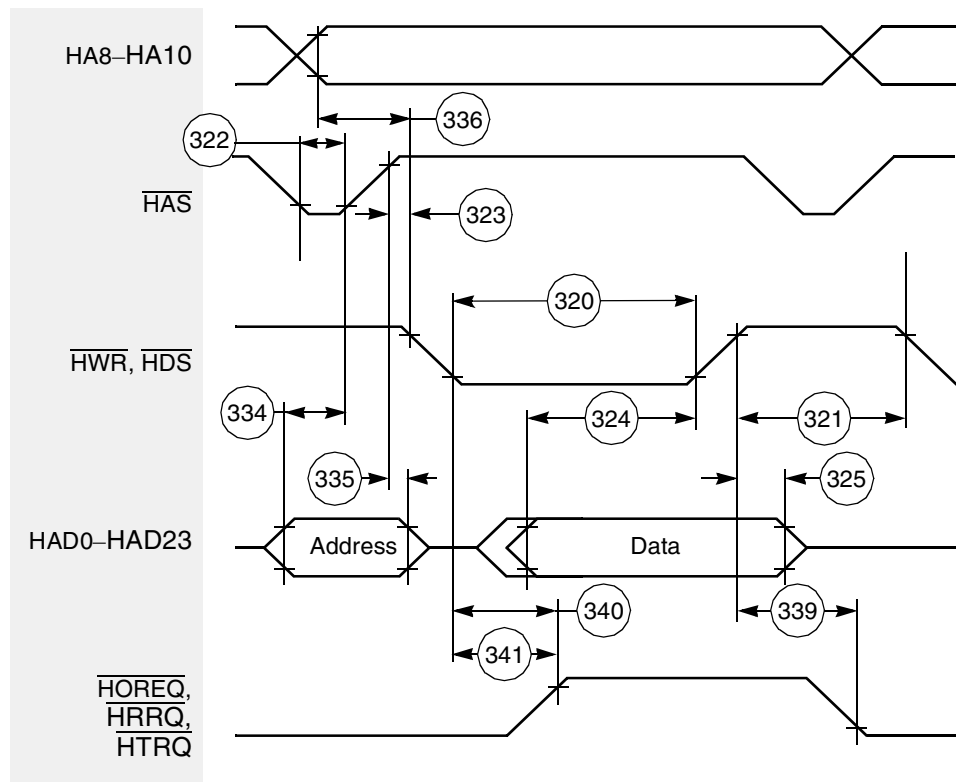 HA8–HA10
336
322
HAS
323
320
HWR, HDS
334
324
321
335
325
HAD0–HAD23
Address
Data
340
339
341
HOREQ,
HRRQ,
HTRQ